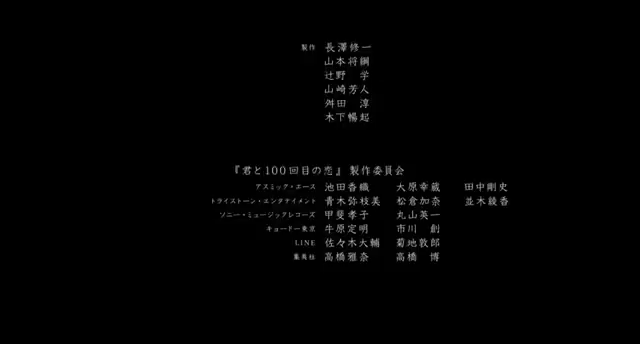 製作 長澤修一
山本将綱
辻野 学
山崎芳人
舛田 淳
木下暢起
『君と100回目の恋』 製作委員会
アスミック・エース 池田香織 大原幸蔵 田中剛史
トライストーン・エンタテイメント 青木弥枝美 松倉加奈 並木綾香
ソニー・ミュージックレコーズ 甲斐孝子 丸山英一
キョードー東京 牛原定明 市川 創
LINE 佐々木大輔 菊地敦郎
集英社 高橋雅奈 高橋 博